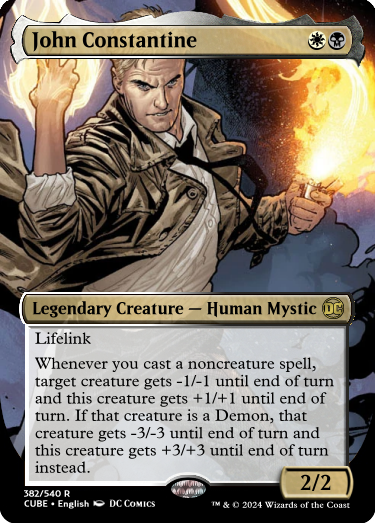 John Constantine
Legendary Creature — Human Mystic DC
Lifelink
Whenever you cast a noncreature spell,
target creature gets -1/-1 until end of turn
and this creature gets +1/+1 until end of
turn. If that creature is a Demon, that
creature gets -3/-3 until end of turn and
this creature gets +3/+3 until end of turn
instead.
2/2
382/540 R
CUBE • English DC COMICS
™ & © 2024 Wizards of the Coast